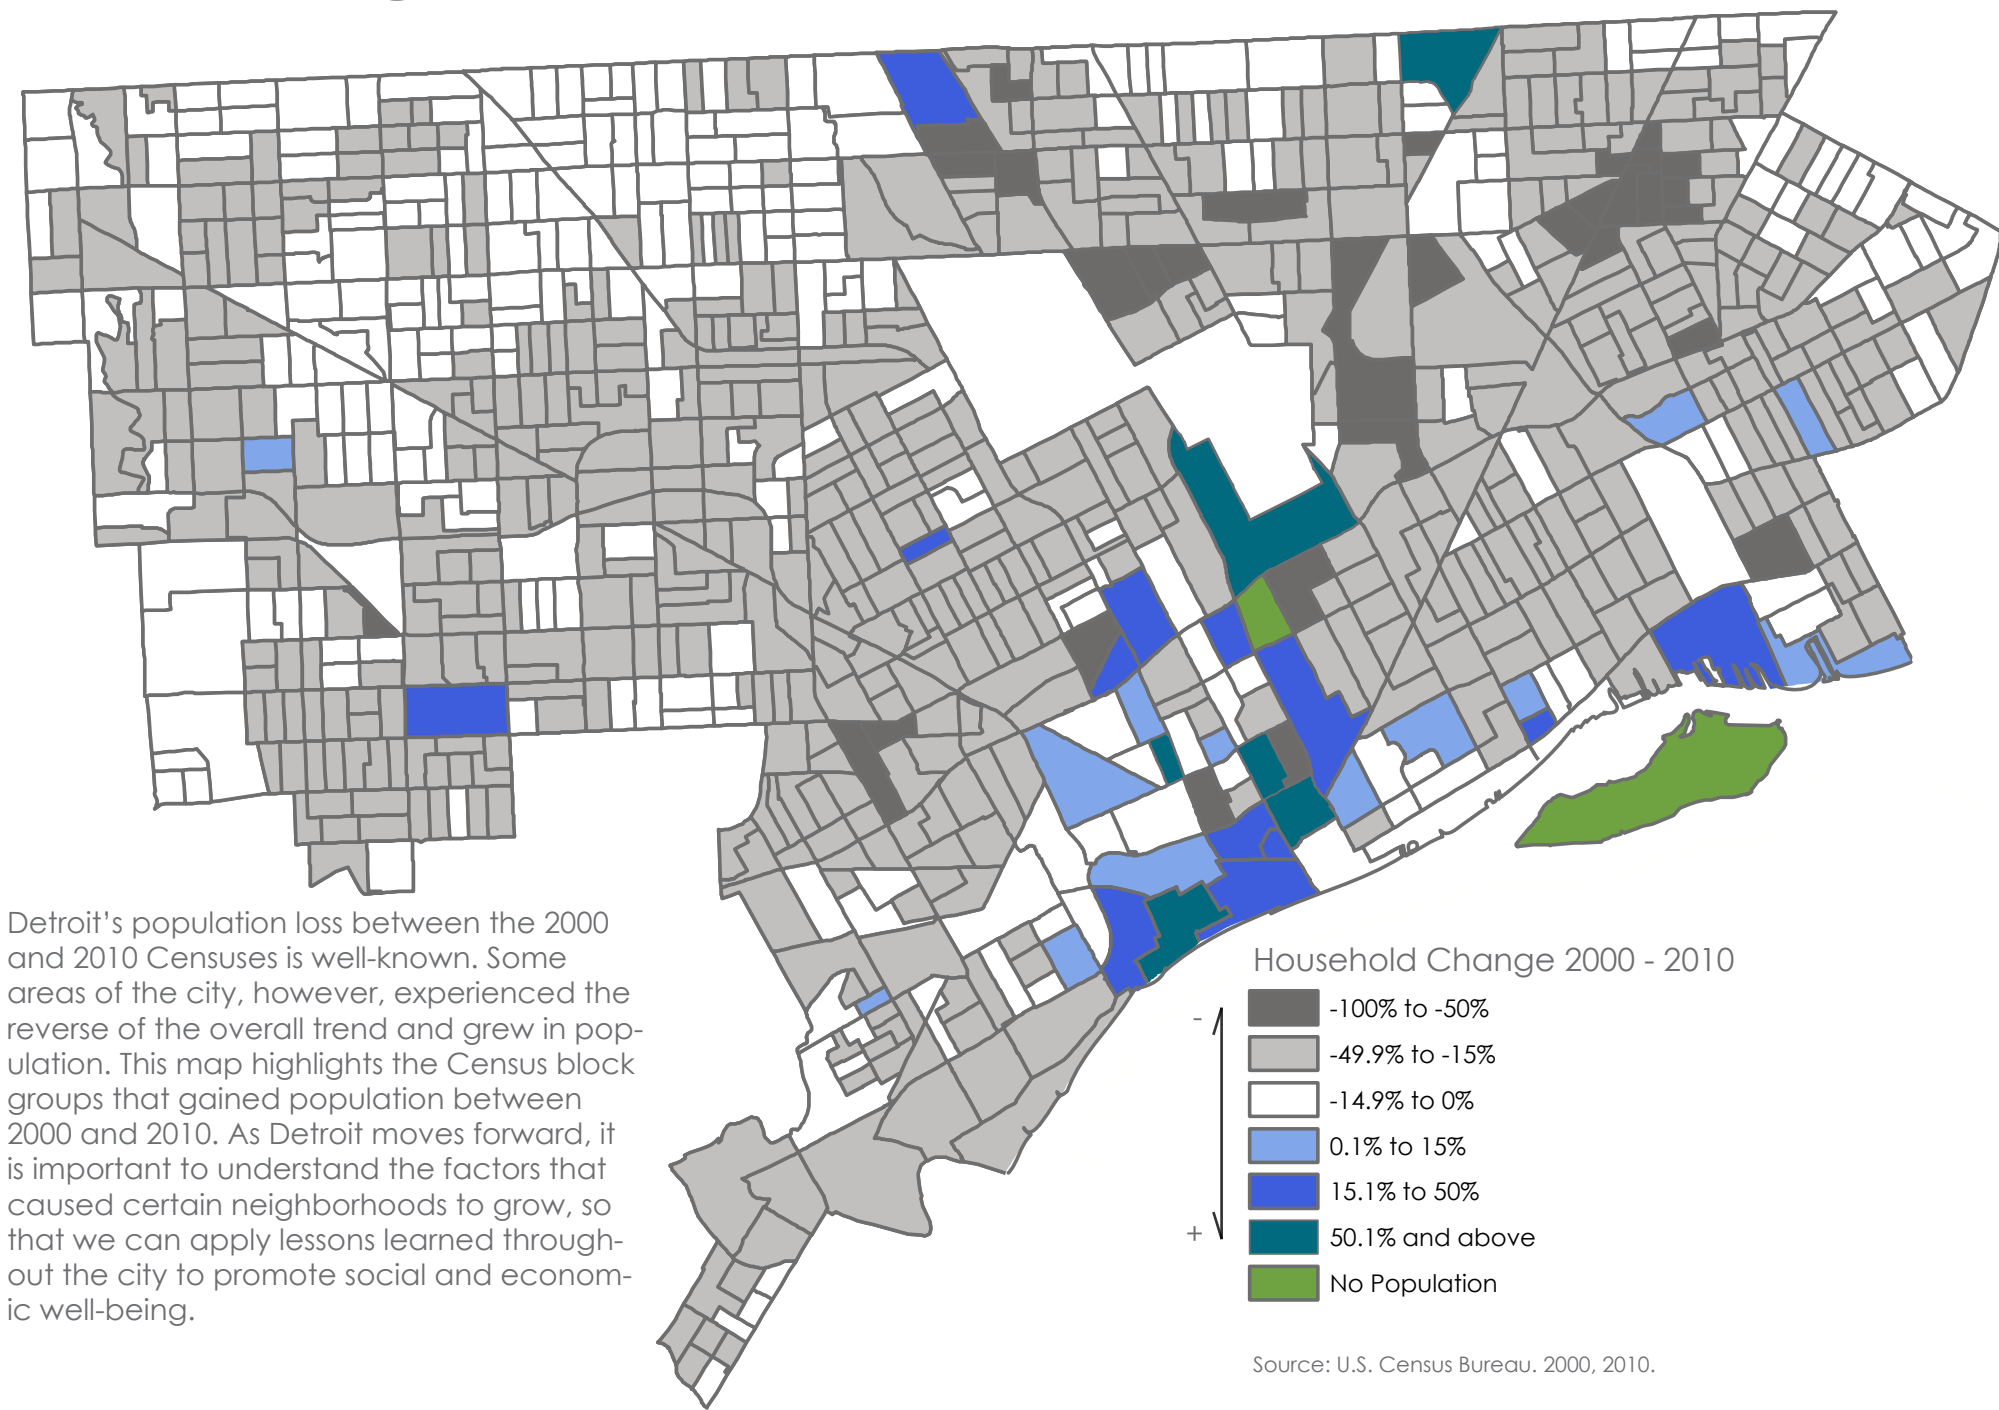 Detroit's population loss between the 2000
and 2010 Censuses is well-known. Some
areas of the city, however, experienced the
reverse of the overall trend and grew in pop-
ulation. This map highlights the Census block
groups that gained population between
2000 and 2010. As Detroit moves forward, it
is important to understand the factors that
caused certain neighborhoods to grow, so
that we can apply lessons learned through-
out the city to promote social and econom-
ic well-being.
Household Change 2000 - 2010
-
-100% to -50%
-49.9% to -15%
-14.9% to 0%
0.1% to 15%
15.1% to 50%
+
50.1% and above
No Population
Source: U.S. Census Bureau. 2000, 2010.